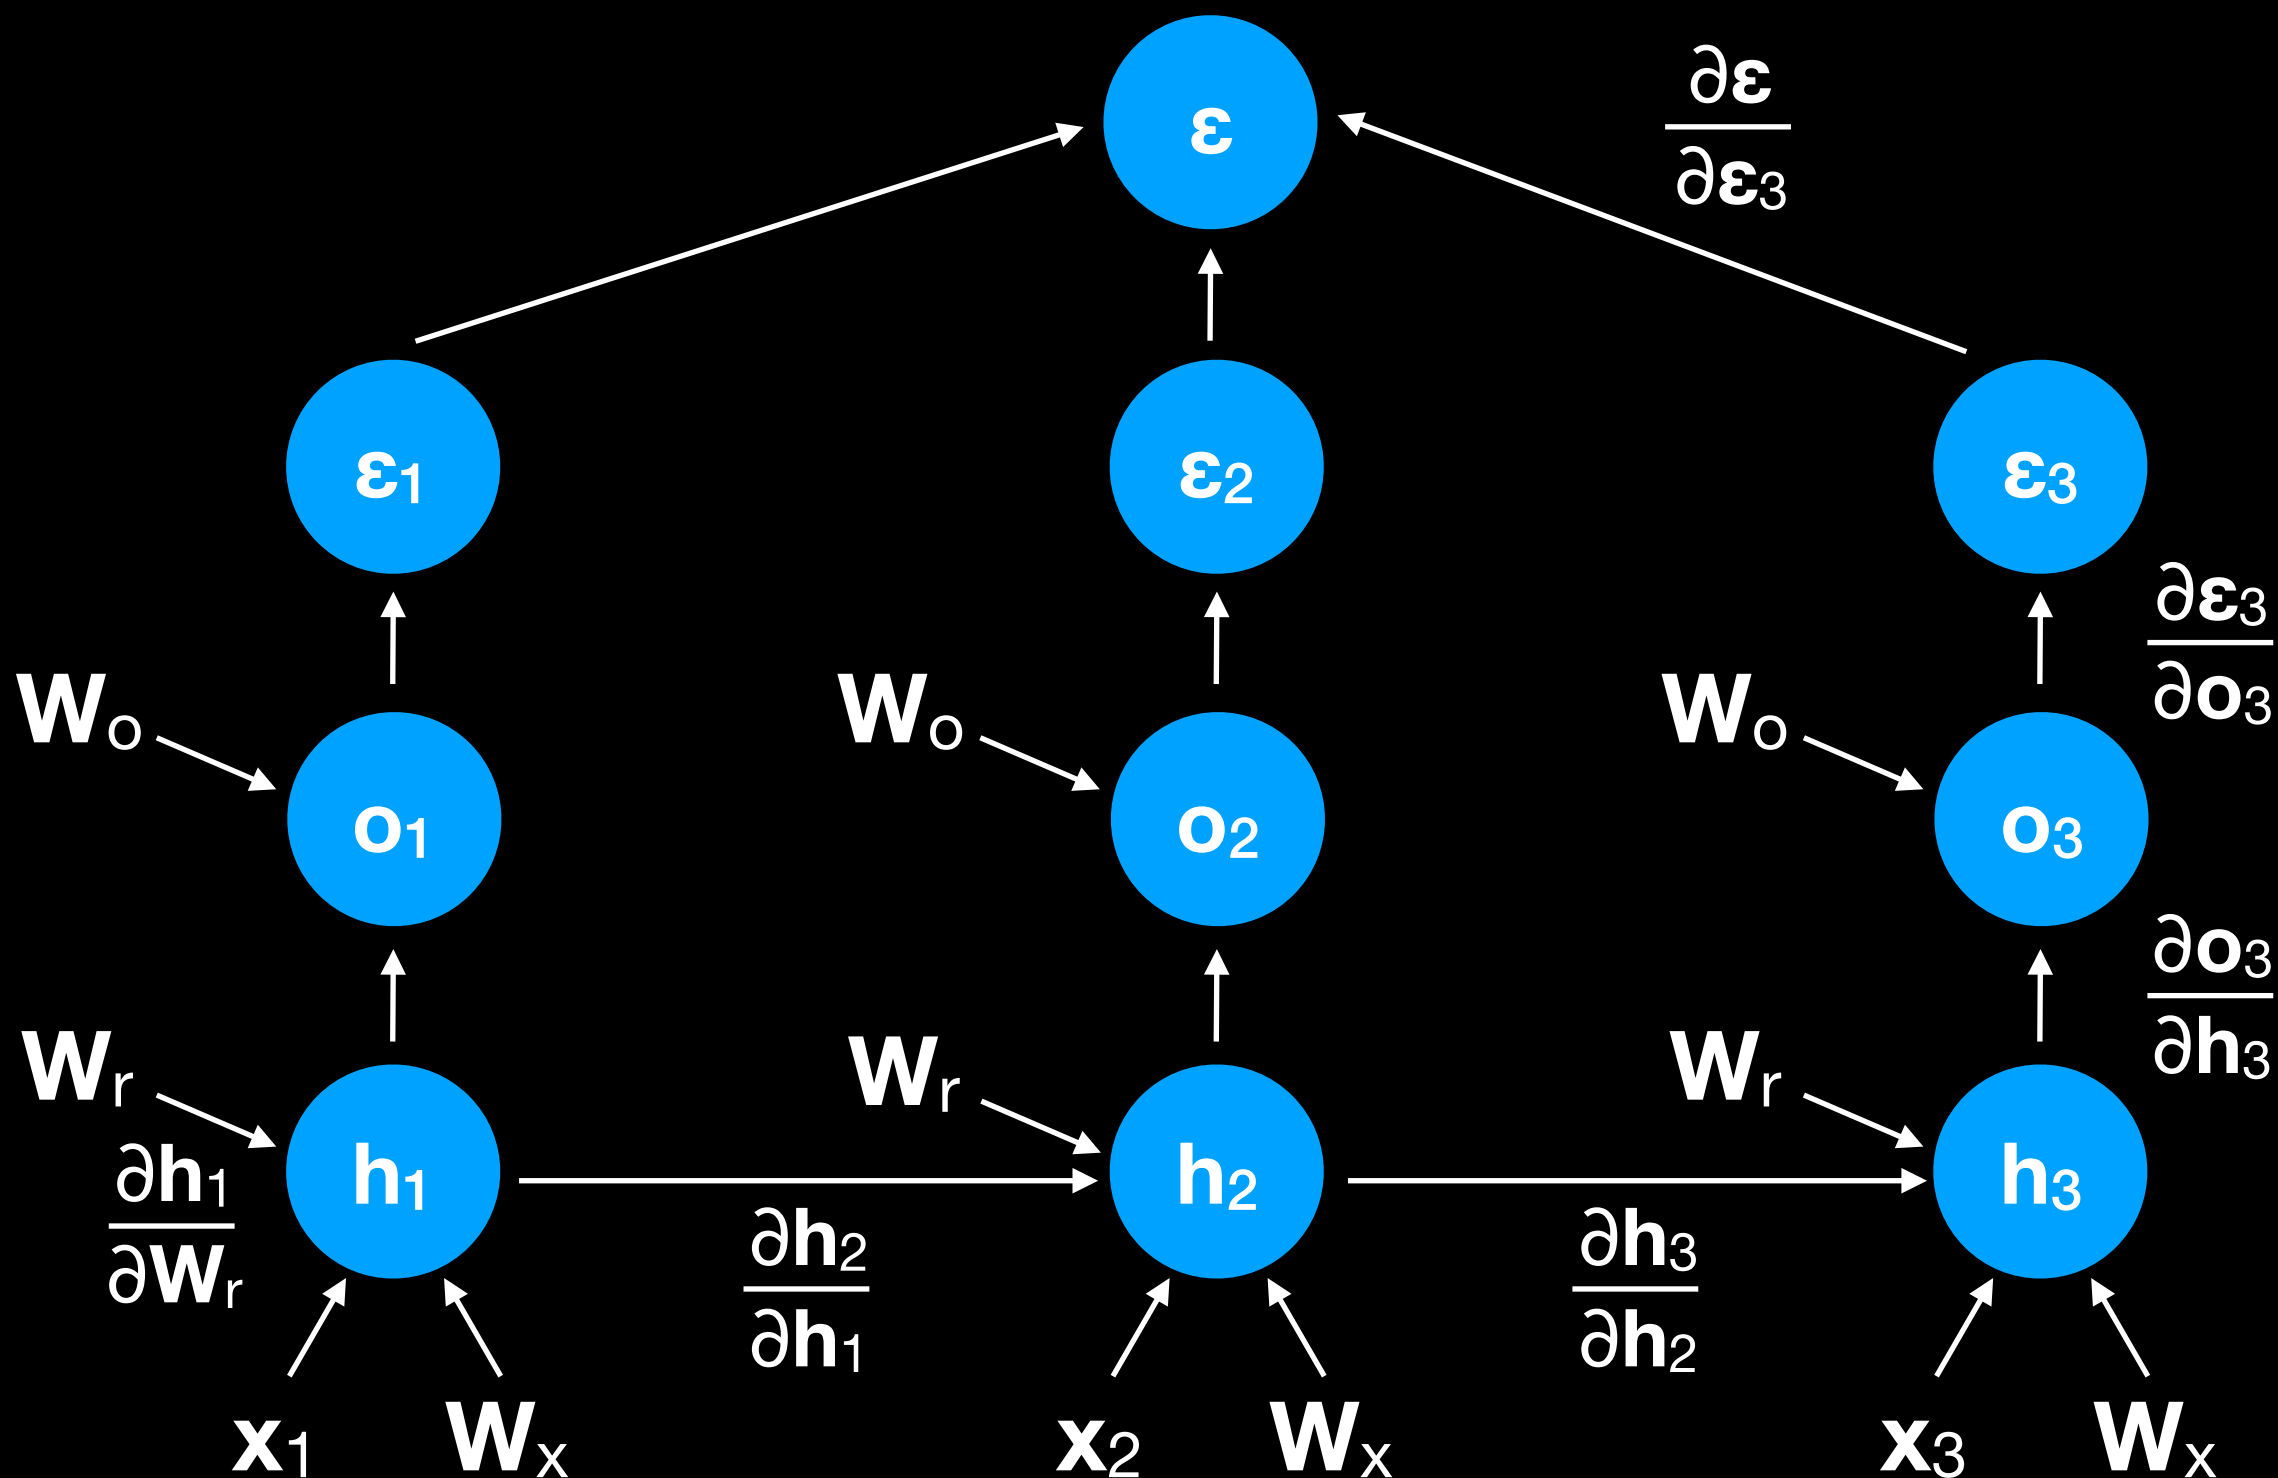 ε
∂ε
∂ε3
ε1 ε2 ε3
∂ε3
∂o3
Wo Wo Wo
o1 o2 o3
∂o3
∂h3
Wr Wr Wr
h1 h2 h3
∂h1
∂Wr
∂h2
∂h1
∂h3
∂h2
x1 Wx x2 Wx x3 Wx